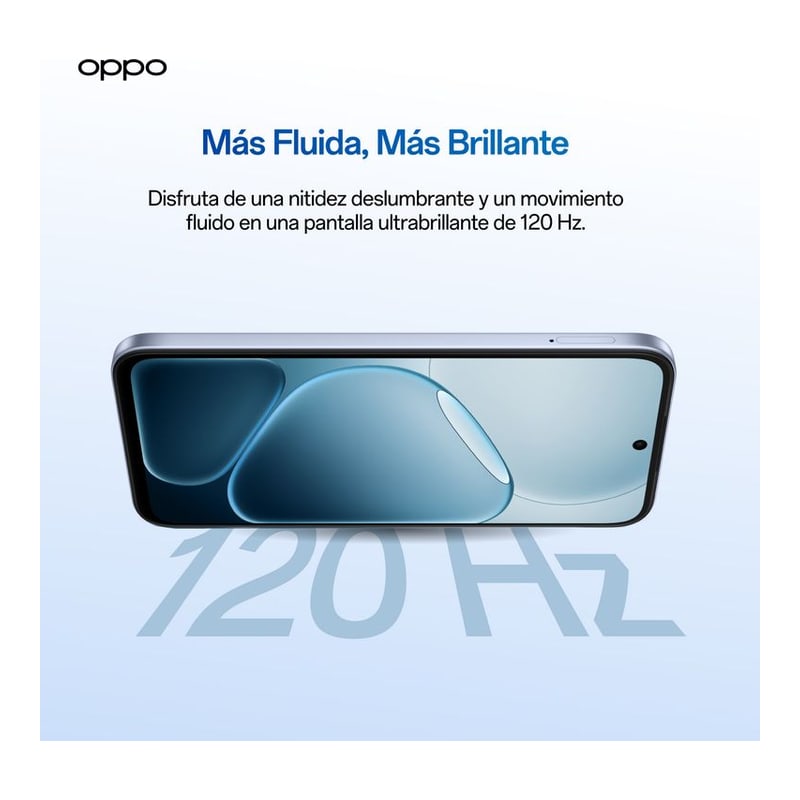 oppo
Más Fluida, Más Brillante
Disfruta de una nitidez deslumbrante y un movimiento
fluido en una pantalla ultrabrillante de 120 Hz.
120 Hz